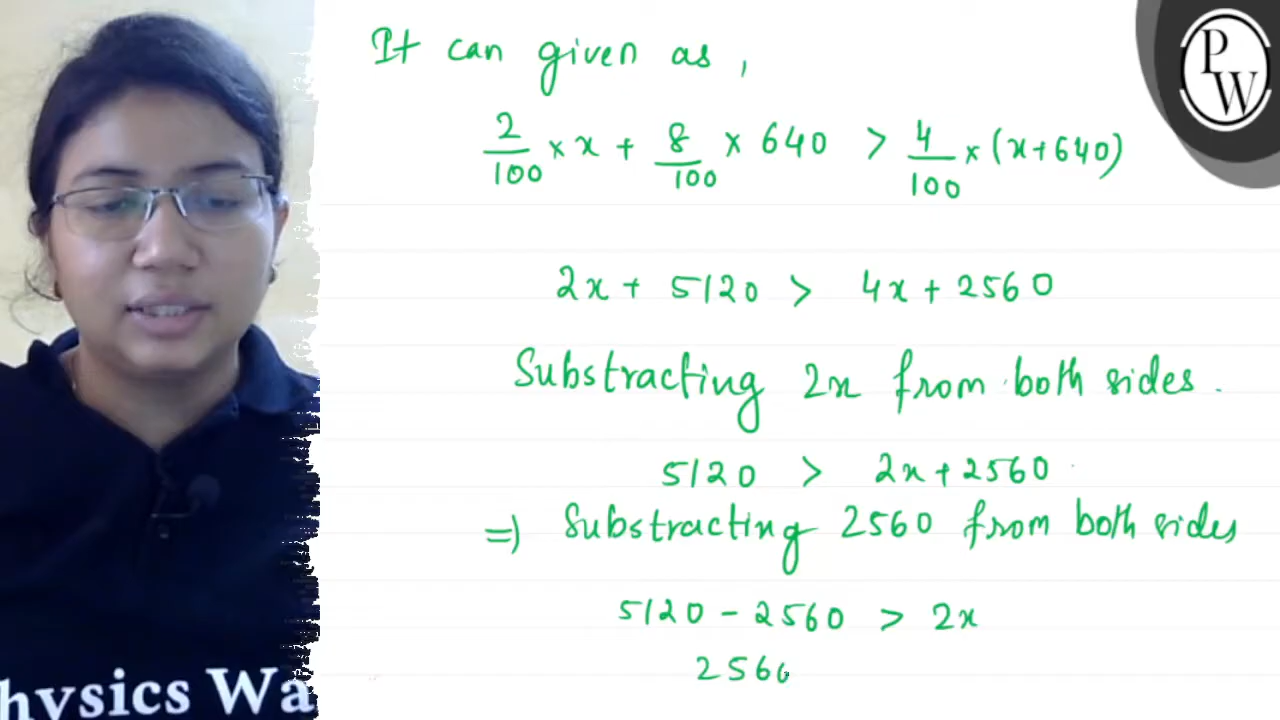 It can given as,
PW
2/100 × x + 8/100 × 640 > 4/100 × (x+640)
2x + 5120 > 4x + 2560
Substracting 2x from both sides.
5120 > 2x + 2560
=) Substracting 2560 from both sides
5120 - 2560 > 2x
2560
hysics Wa